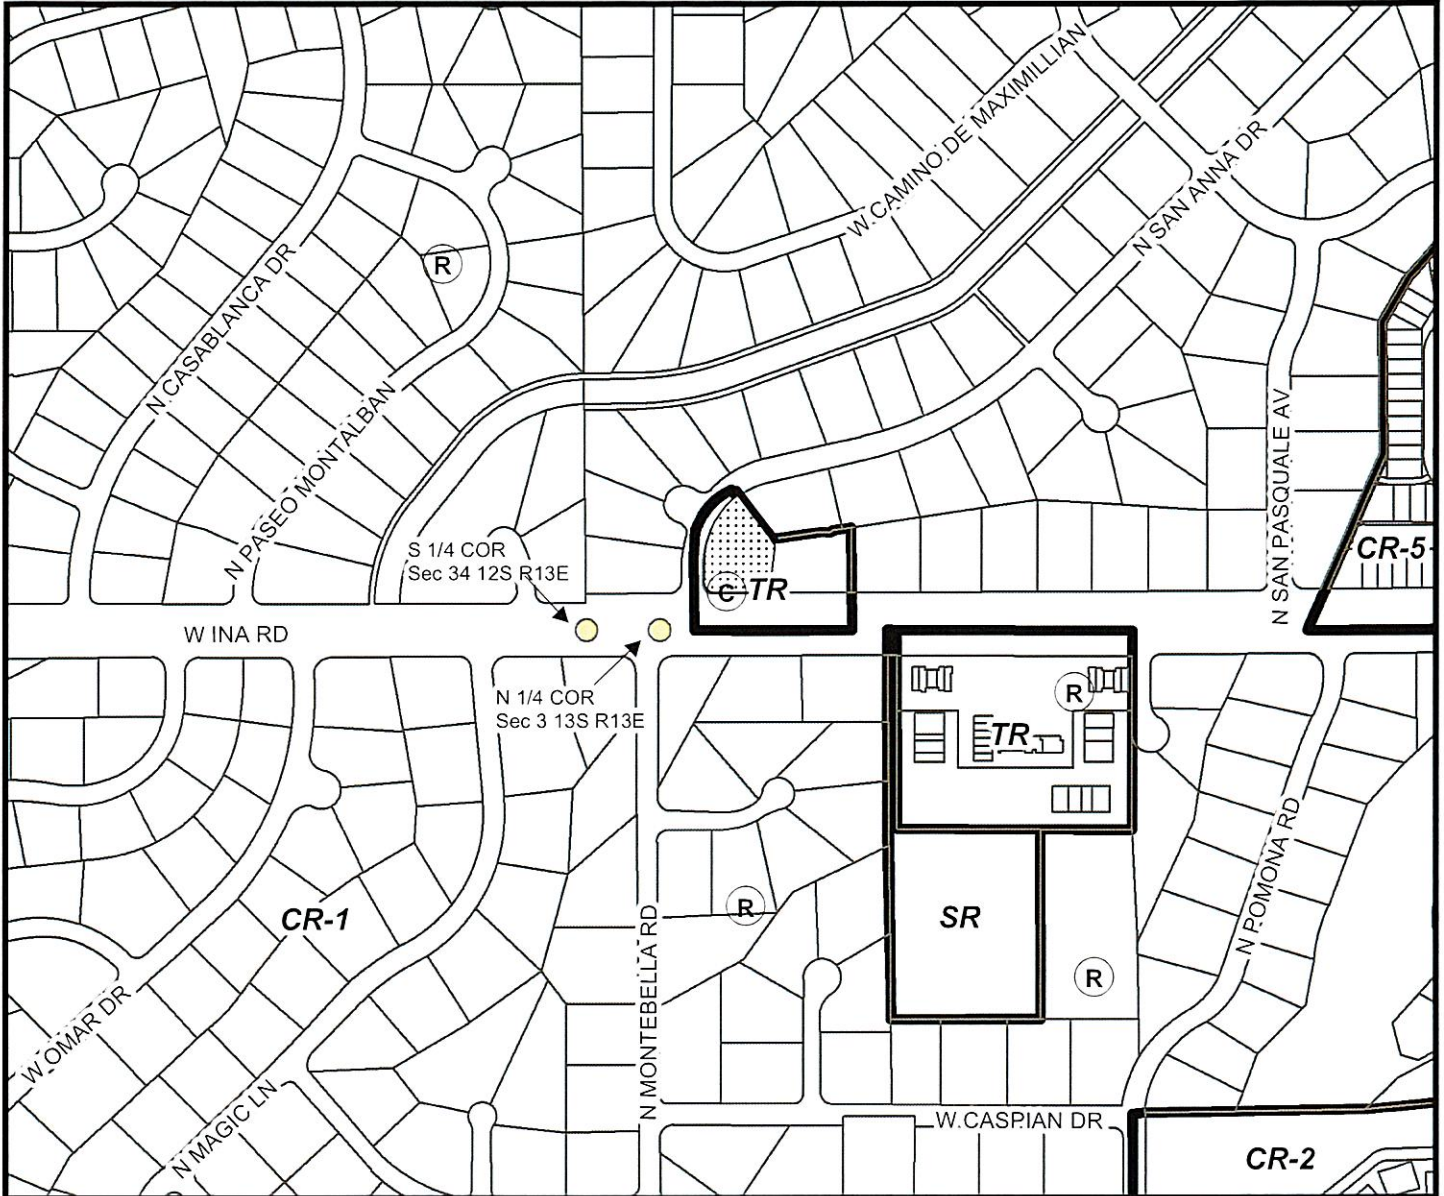 W CAMINO DE MAXIMILLIAN
N SAN ANNA DR
R
N CASABLANCA DR
N PASEO MONTALBAN
N SAN PASQUALE AV
S 1/4 COR
Sec 34 12S R13E
C
TR
CR-5
W INA RD
N 1/4 COR
Sec 3 13S R13E
R
TR
N POMONA RD
CR-1
R
SR
R
N MONTEBELLA RD
W OMAR DR
N MAGIC LN
W CASPIAN DR
CR-2